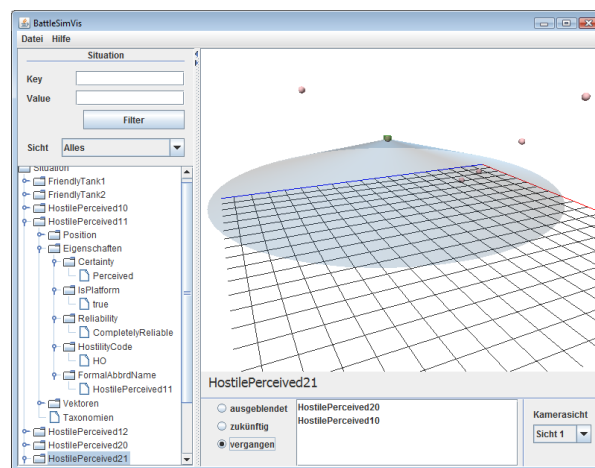 BattleSimVis
Datei Hilfe
Situation
Key
Value
Filter
Sicht Alles
Situation
FriendlyTank1
FriendlyTank2
HostilePerceived10
HostilePerceived11
Position
Eigenschaften
Certainty
Perceived
IsPlatform
true
Reliability
CompletelyReliable
HostilityCode
HO
FormalAbbrdName
HostilePerceived11
Vektoren
Taxonomien
HostilePerceived12
HostilePerceived20
HostilePerceived21
HostilePerceived21
ausgeblendet
zukünftig
vergangen
HostilePerceived20
HostilePerceived10
Kamerasicht
Sicht 1